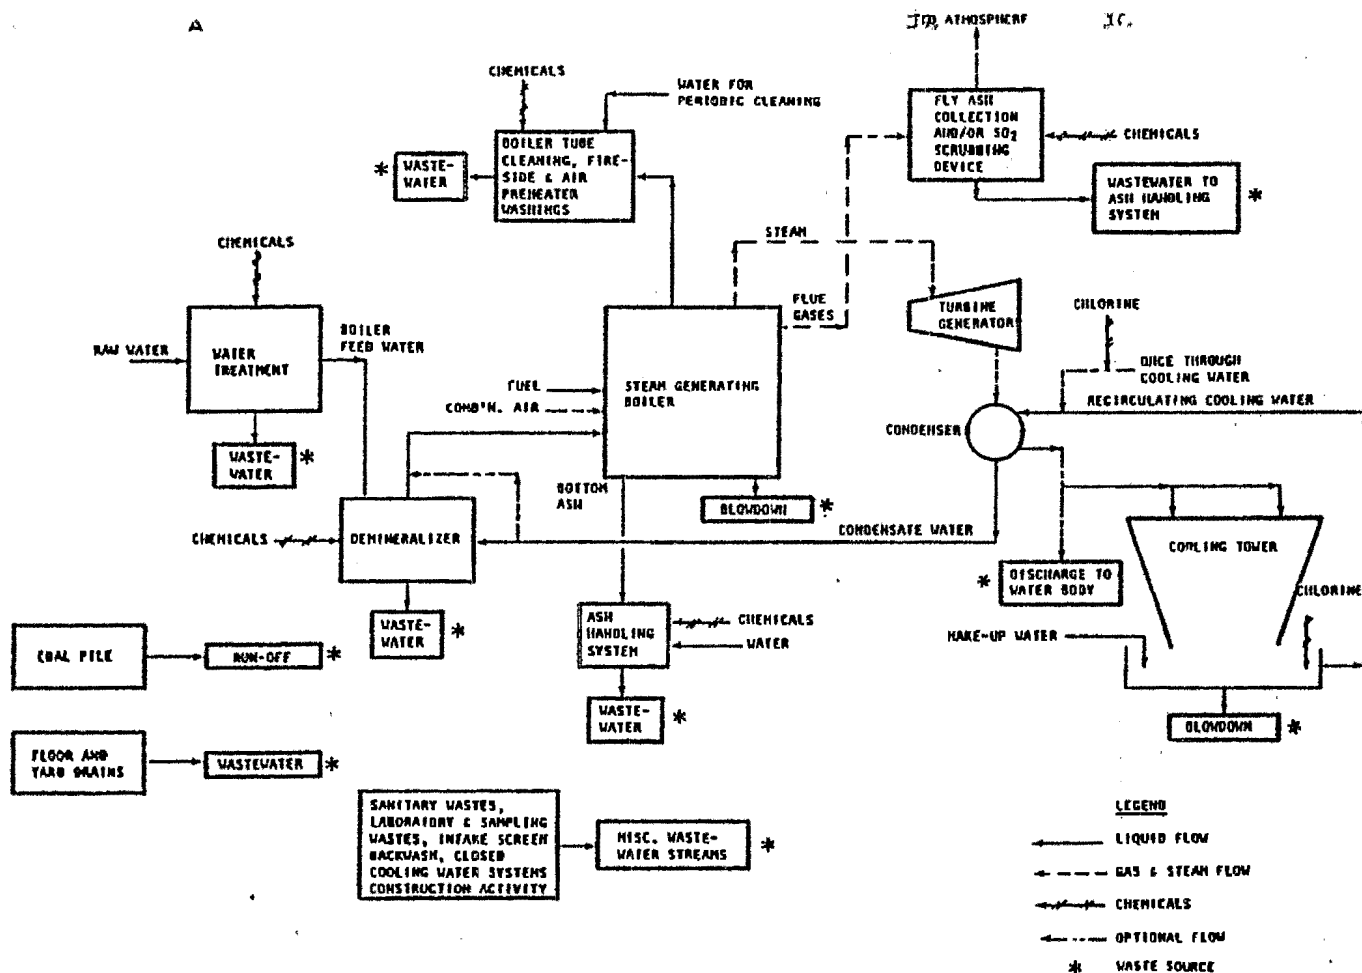 A
TO ATMOSPHERE
CHEMICALS
WATER FOR
PERIODIC CLEANING
FLY ASH
COLLECTION
AND/OR SO2
SCRUBBING
DEVICE
CHEMICALS
BOILER TUBE
CLEANING, FIRE-
SIDE & AIR
PREHEATER
WASHINGS
* WASTE-
WATER
WASTEWATER TO
ASH HANDLING
SYSTEM *
CHEMICALS
STEAM
FLUE
GASES
TURBINE
GENERATOR
CHLORINE
RAW WATER
WATER
TREATMENT
BOILER
FEED WATER
ONCE THROUGH
COOLING WATER
RECIRCULATING COOLING WATER
FUEL
COMB'N. AIR
STEAM GENERATING
BOILER
CONDENSER
WASTE-
WATER *
BOTTOM
ASH
BLOWDOWN *
CHEMICALS
DEMINERALIZER
CONDENSATE WATER
COOLING TOWER
* DISCHARGE TO
WATER BODY
CHLORINE
WASTE-
WATER *
ASH
HANDLING
SYSTEM
CHEMICALS
WATER
MAKE-UP WATER
COAL PILE
RUN-OFF *
WASTE-
WATER *
BLOWDOWN *
FLOOR AND
YARD DRAINS
WASTEWATER *
SANITARY WASTES,
LABORATORY & SAMPLING
WASTES, INTAKE SCREEN
BACKWASH, CLOSED
COOLING WATER SYSTEMS
CONSTRUCTION ACTIVITY
MISC. WASTE-
WATER STREAMS *
LEGEND
LIQUID FLOW
GAS & STEAM FLOW
CHEMICALS
OPTIONAL FLOW
* WASTE SOURCE